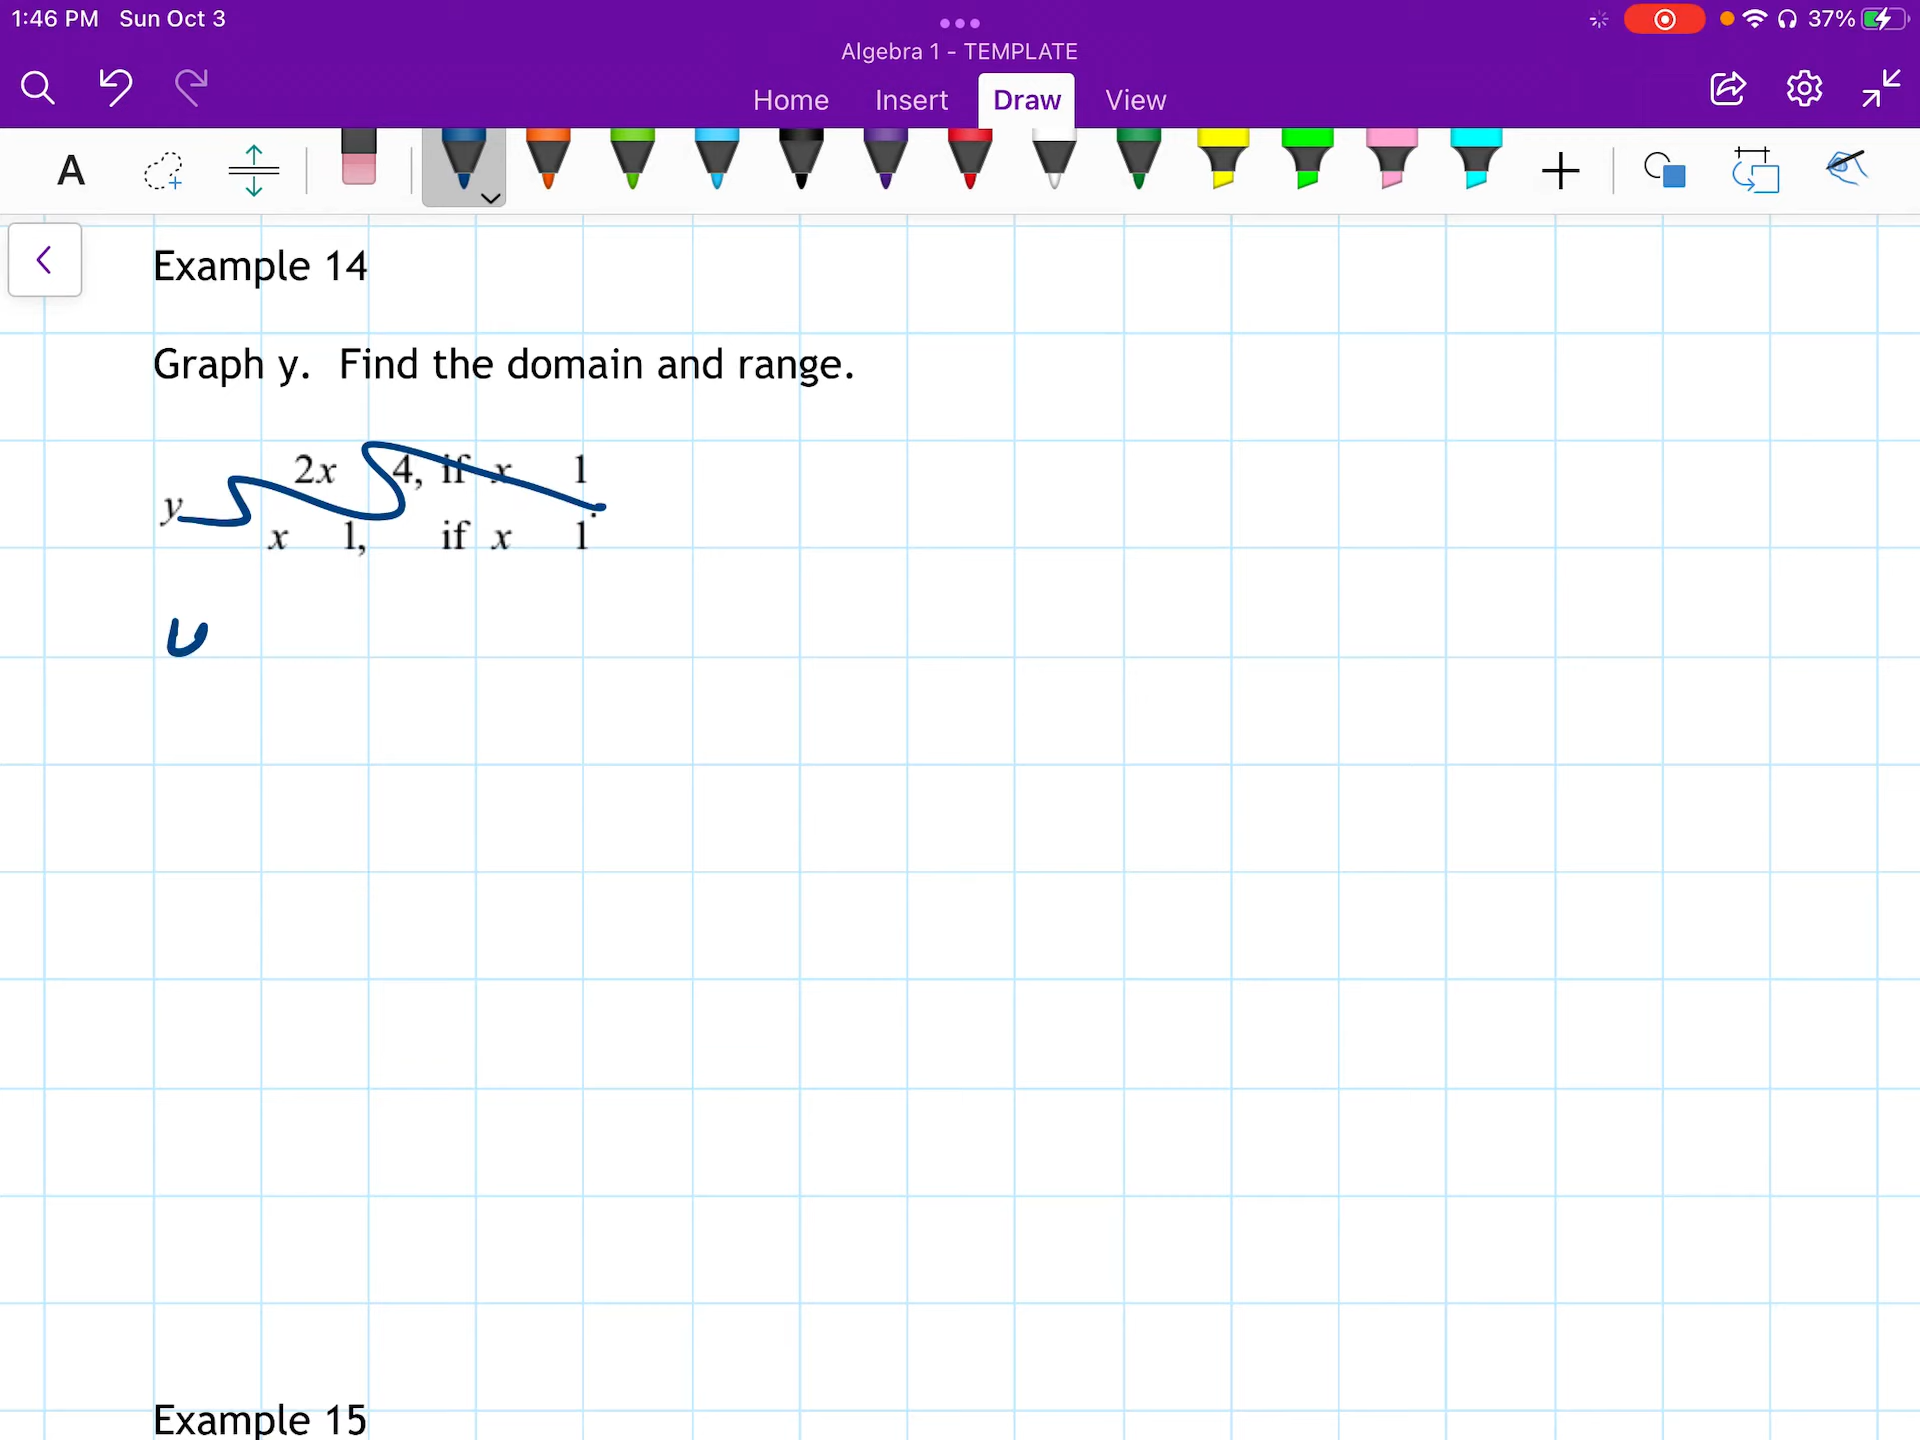 1:46 PM Sun Oct 3
37%
Algebra 1 - TEMPLATE
Home Insert Draw View
A
Example 14
Graph y. Find the domain and range.
2x 4, if x 1
y .
x 1, if x 1
Example 15